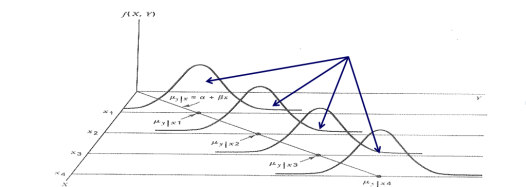 f(X, Y)
μy|x = α + βx
Y
x1
μy|x1
x2
μy|x2
x3
μy|x3
x4
X
μy|x4